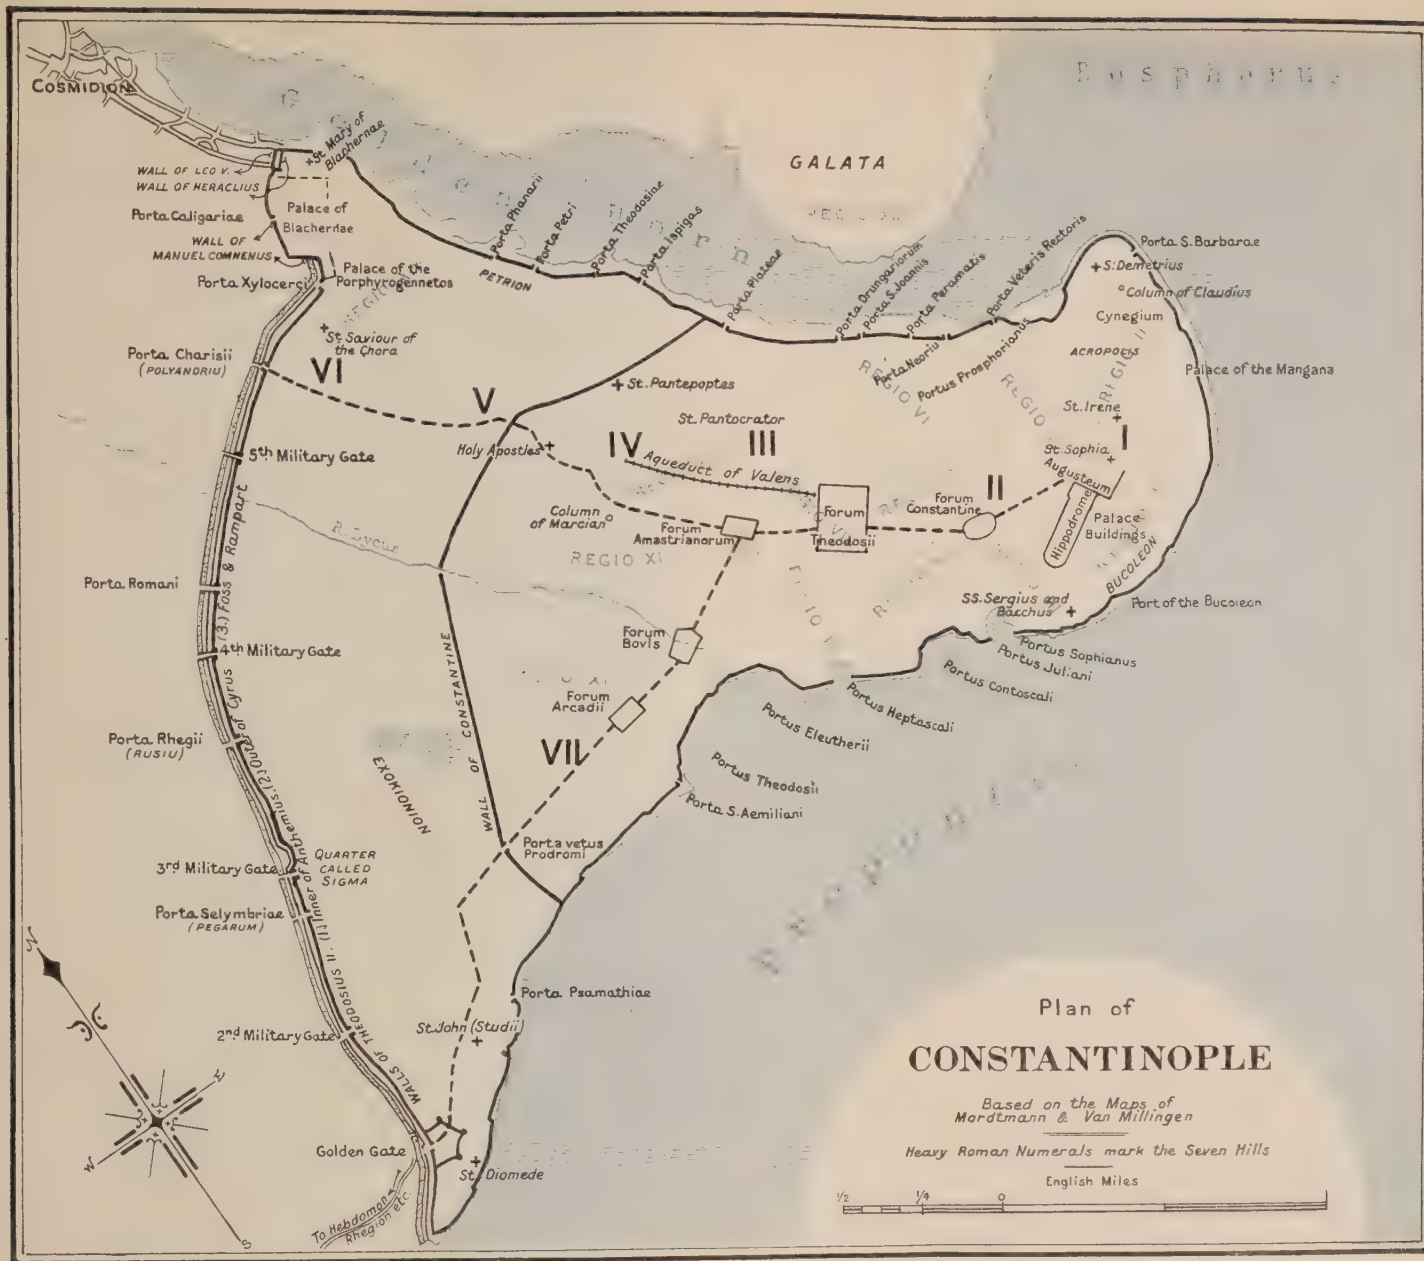 Bosphorus
COSMIDION
St Mary of
Blachernae
GALATA
WALL OF LEO V.
WALL OF HERACLIUS
Porta Caligariae
Palace of
Blachernae
WALL OF
MANUEL COMNENUS
Porta Xylocerci
Palace of the
Porphyrogennetos
Porta Phanarii
Porta Petri
Porta Theodosiae
Porta Ispigas
PETRION
Porta Plateae
Porta Drungariorum
Porta S. Joannis
Porta Peramatis
Porta Veteris Rectoris
Porta Neoriu
Portus Prosphorianus
Porta S. Barbarae
S. Demetrius
Column of Claudius
Cynegium
ACROPOLIS
REGIO II
Palace of the Mangana
REGIO VI
REGIO
St. Saviour of
the Chora
Porta Charisii
(POLYANDRIU)
VI
V
St. Pantepoptes
St. Pantocrator
IV
III
Aqueduct of Valens
Holy Apostles
St. Irene
I
St. Sophia
Augusteum
II
5th Military Gate
Column
of Marcian
Forum
Amastrianorum
Forum
Theodosii
Forum
Constantine
Hippodrome
Palace
Buildings
BUCOLEON
R. Lycus
REGIO XI
Porta Romani
SS. Sergius and
Bacchus
Port of the Bucoleon
4th Military Gate
Forum
Bovis
Portus Sophianus
Portus Juliani
Portus Contoscali
Portus Heptascali
Portus Eleutherii
Portus Theodosii
Porta S. Aemiliani
Forum
Arcadii
VII
Porta Rhegii
(RUSIU)
EXOKIONION
WALL OF CONSTANTINE
Porta vetus
Prodromi
3rd Military Gate
QUARTER
CALLED
SIGMA
Porta Selymbriae
(PEGARUM)
WALLS OF THEODOSIUS II. (1) Inner of Anthemius. (2) Outer of Cyrus (3.) Foss & Rampart
Propontis
Porta Psamathiae
St. John (Studii)
2nd Military Gate
Golden Gate
St. Diomede
To Hebdomon
Rhegion etc.
N
E
W
S
Plan of
CONSTANTINOPLE
Based on the Maps of
Mordtmann & Van Millingen
Heavy Roman Numerals mark the Seven Hills
English Miles
1/2 1/4 0